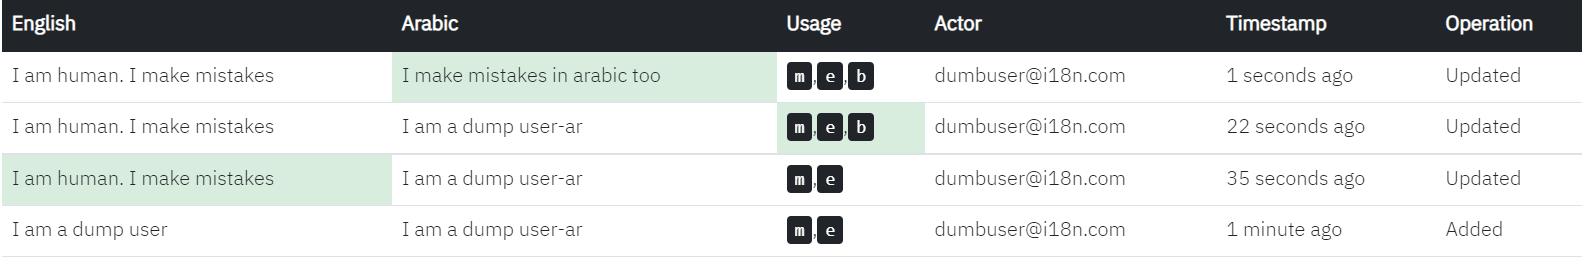 English Arabic Usage Actor Timestamp Operation
I am human. I make mistakes I make mistakes in arabic too m,e,b dumbuser@i18n.com 1 seconds ago Updated
I am human. I make mistakes I am a dump user-ar m,e,b dumbuser@i18n.com 22 seconds ago Updated
I am human. I make mistakes I am a dump user-ar m,e dumbuser@i18n.com 35 seconds ago Updated
I am a dump user I am a dump user-ar m,e dumbuser@i18n.com 1 minute ago Added